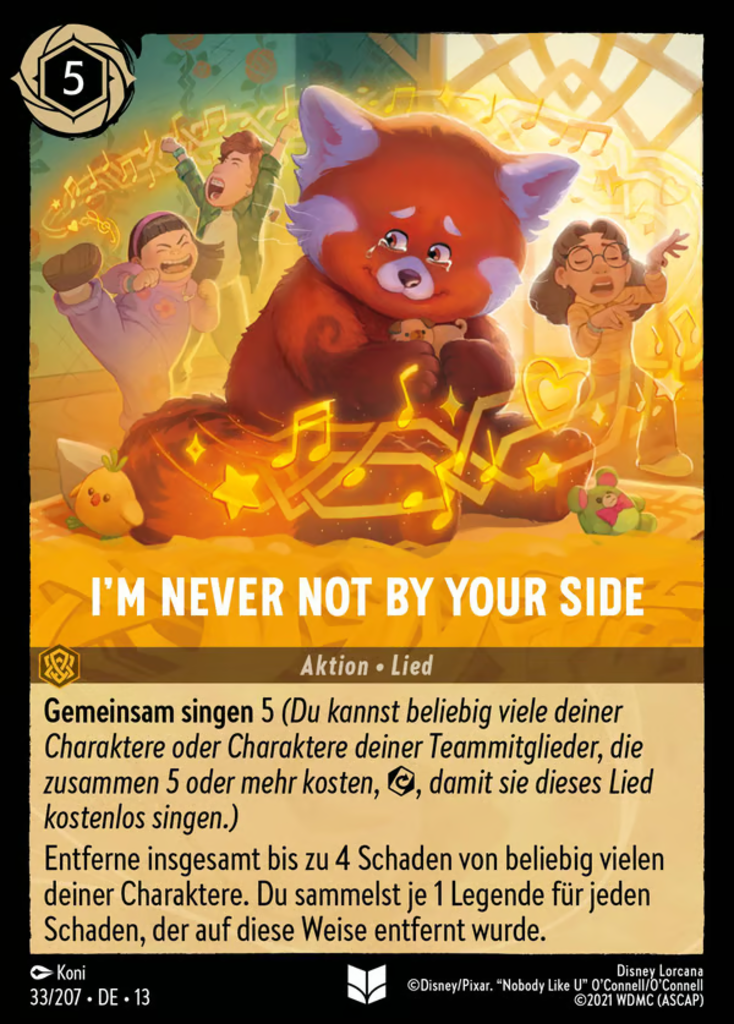 5
I'M NEVER NOT BY YOUR SIDE
Aktion • Lied
Gemeinsam singen 5 (Du kannst beliebig viele deiner
Charaktere oder Charaktere deiner Teammitglieder, die
zusammen 5 oder mehr kosten, , damit sie dieses Lied
kostenlos singen.)
Entferne insgesamt bis zu 4 Schaden von beliebig vielen
deiner Charaktere. Du sammelst je 1 Legende für jeden
Schaden, der auf diese Weise entfernt wurde.
Koni
33/207 • DE • 13
Disney Lorcana
©Disney/Pixar. "Nobody Like U" O'Connell/O'Connell
©2021 WDMC (ASCAP)